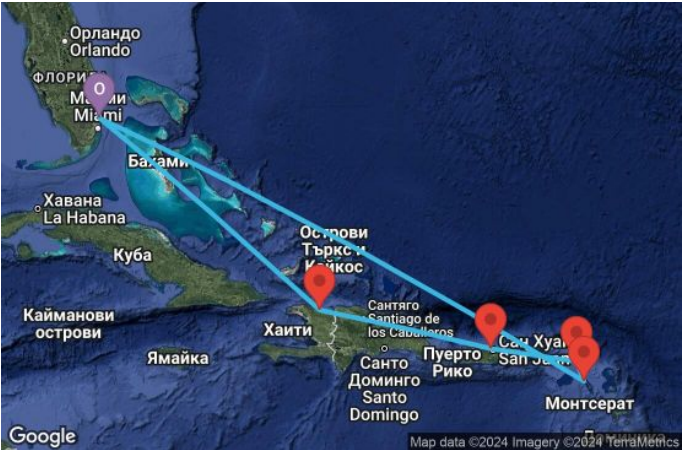 Орландо
Orlando
ФЛОРИДА
O
Маями
Miami
Бахами
Хавана
La Habana
Куба
Острови
Търкс и
Кайкос
Кайманови
острови
Хаити
Сантяго
Santiago de
los Caballeros
Ямайка
Санто
Доминго
Santo
Domingo
Пуерто
Рико
Сан Хуан
San Juan
Монтсерат
Доминика
Google
Map data ©2024 Imagery ©2024 TerraMetrics